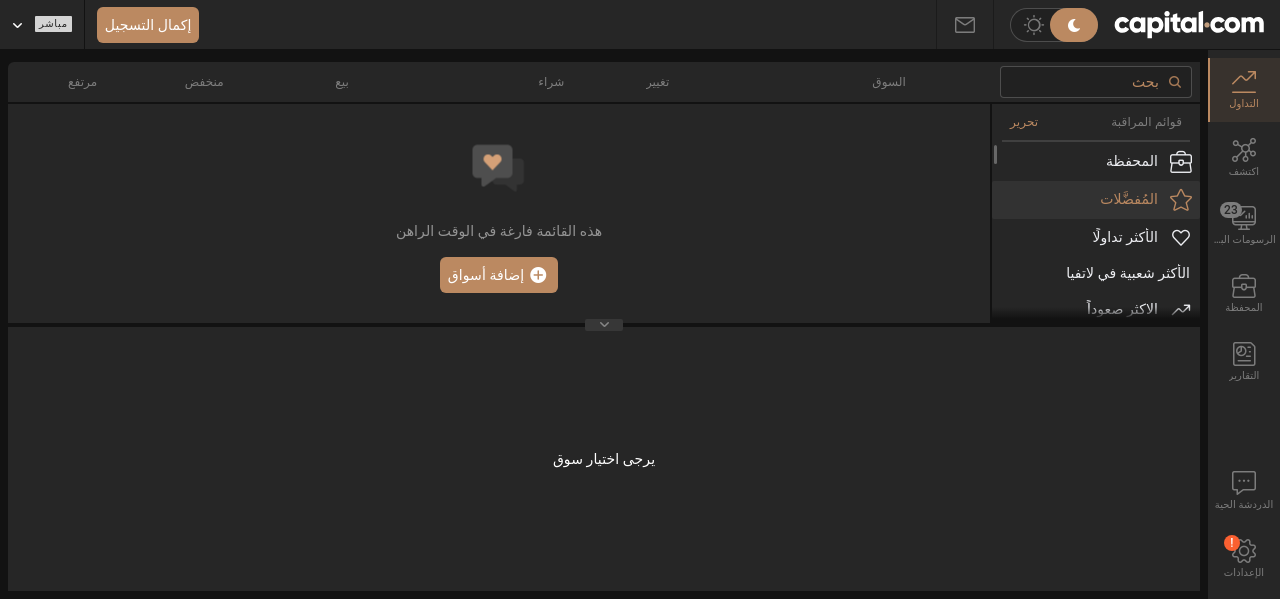 capital.com
إكمال التسجيل
مباشر
بحث
السوق
تغيير
شراء
بيع
منخفض
مرتفع
قوائم المراقبة
تحرير
المحفظة
المُفضَّلات
الأكثر تداولًا
الأكثر شعبية في لاتفيا
الاكثر صعوداً
هذه القائمة فارغة في الوقت الراهن
إضافة أسواق
يرجى اختيار سوق
التداول
اكتشف
23
الرسومات الب...
المحفظة
التقارير
الدردشة الحية
!
الإعدادات